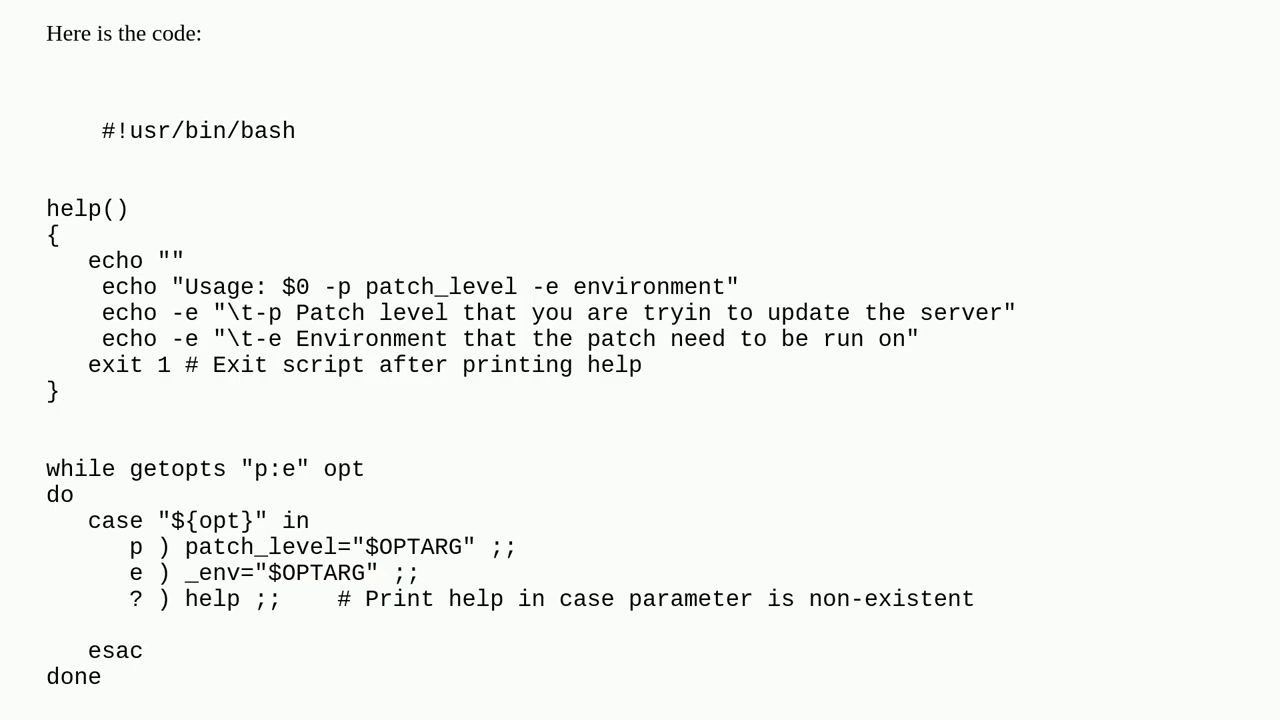 Here is the code:
#!usr/bin/bash
help()
{
echo ""
echo "Usage: $0 -p patch_level -e environment"
echo -e "\t-p Patch level that you are tryin to update the server"
echo -e "\t-e Environment that the patch need to be run on"
exit 1 # Exit script after printing help
}
while getopts "p:e" opt
do
case "${opt}" in
p ) patch_level="$OPTARG" ;;
e ) _env="$OPTARG" ;;
? ) help ;; # Print help in case parameter is non-existent
esac
done